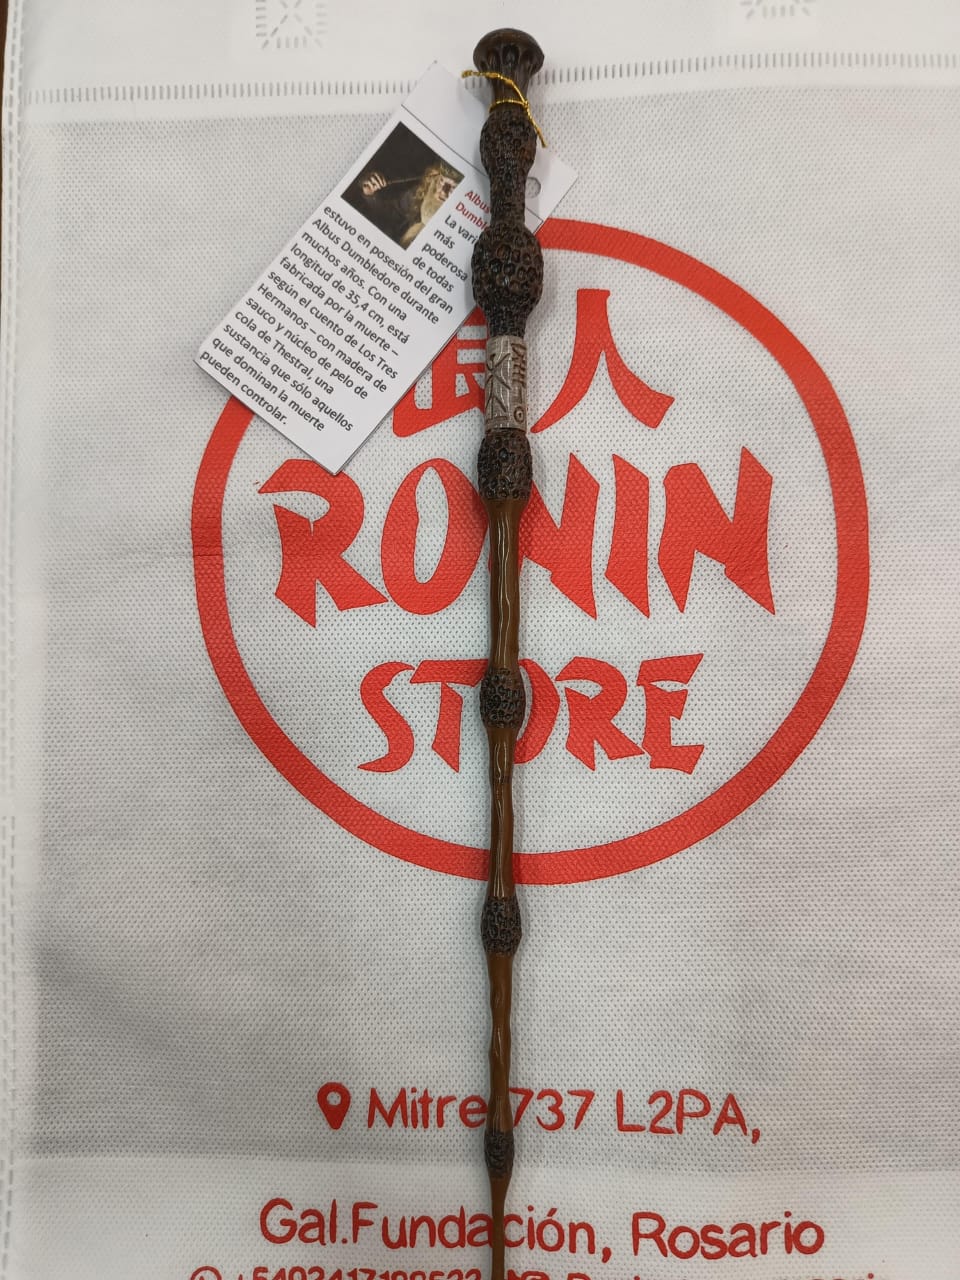 Albus
La
más
poderosa
de todas
estuvo en posesión del gran
Albus Dumbledore durante
muchos años. Con una
longitud de 35,4 cm, está
fabricada por la muerte –
según el cuento de Los Tres
Hermanos – con madera de
sauco y núcleo de pelo de
cola de Thestral, una
sustancia que sólo aquellos
que dominan la muerte
pueden controlar.
人
RONIN
STORE
Mitre 737 L2PA,
Gal.Fundación, Rosario